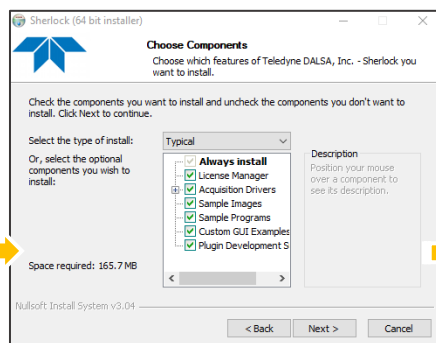 Sherlock (64 bit installer)
Choose Components
Choose which features of Teledyne DALSA, Inc. - Sherlock you
want to install.
Check the components you want to install and uncheck the components you don't want to
install. Click Next to continue.
Select the type of install:
Typical
Or, select the optional
components you wish to
install:
Always install
License Manager
Acquisition Drivers
Sample Images
Sample Programs
Custom GUI Examples
Plugin Development S
Description
Position your mouse
over a component to
see its description.
Space required: 165.7 MB
Nullsoft Install System v3.04
< Back
Next >
Cancel